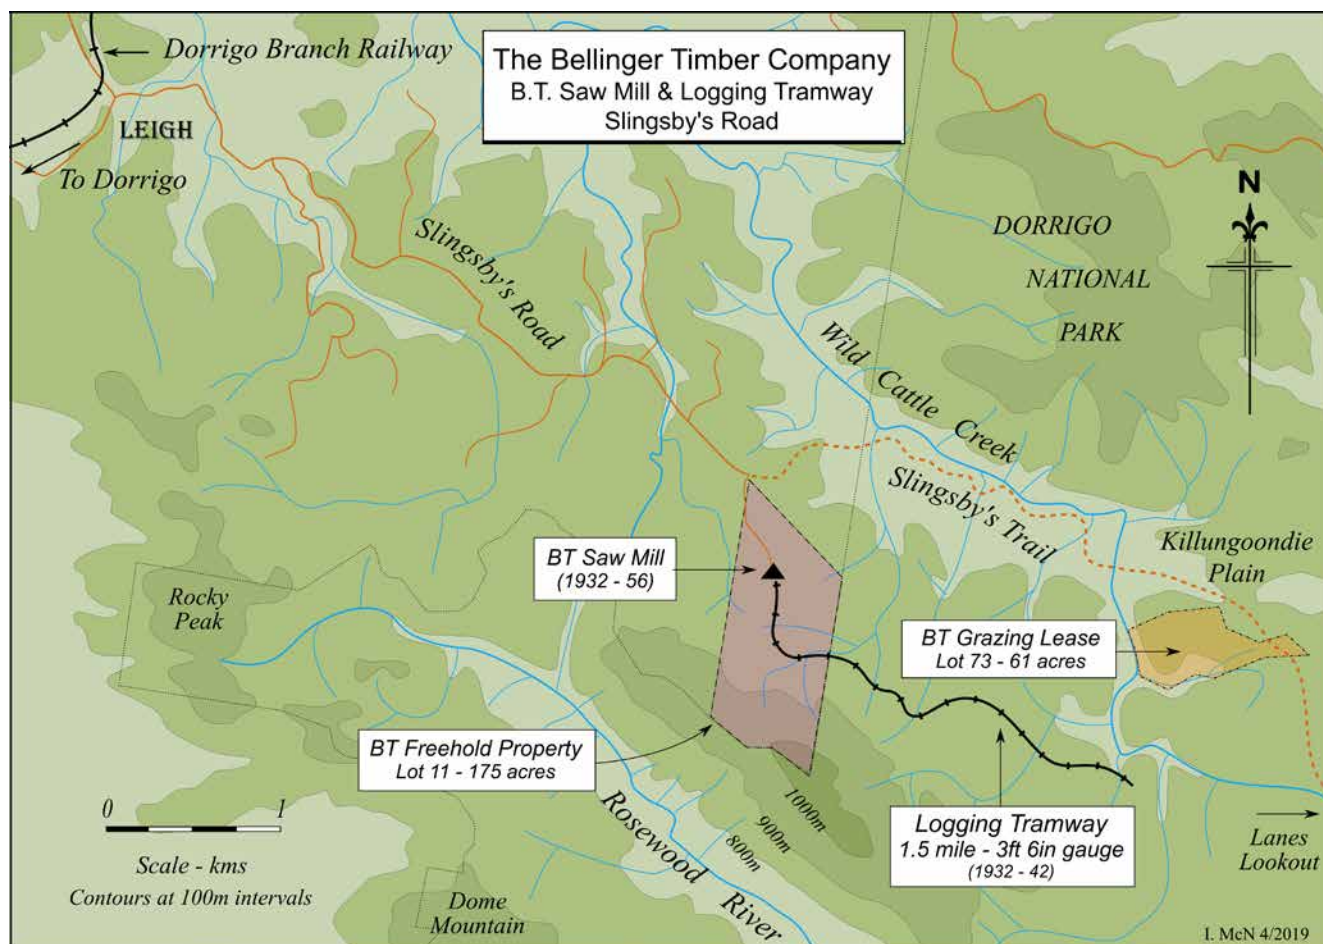 Dorrigo Branch Railway
LEIGH
To Dorrigo
The Bellinger Timber Company
B.T. Saw Mill & Logging Tramway
Slingsby's Road
N
DORRIGO
NATIONAL
PARK
Slingsby's Road
Wild Cattle Creek
Slingsby's Trail
Killungoondie
Plain
BT Saw Mill
(1932 - 56)
Rocky
Peak
BT Grazing Lease
Lot 73 - 61 acres
BT Freehold Property
Lot 11 - 175 acres
1000m
900m
800m
Rosewood River
Logging Tramway
1.5 mile - 3ft 6in gauge
(1932 - 42)
Lanes
Lookout
0 1
Scale - kms
Contours at 100m intervals
Dome
Mountain
I. McN 4/2019